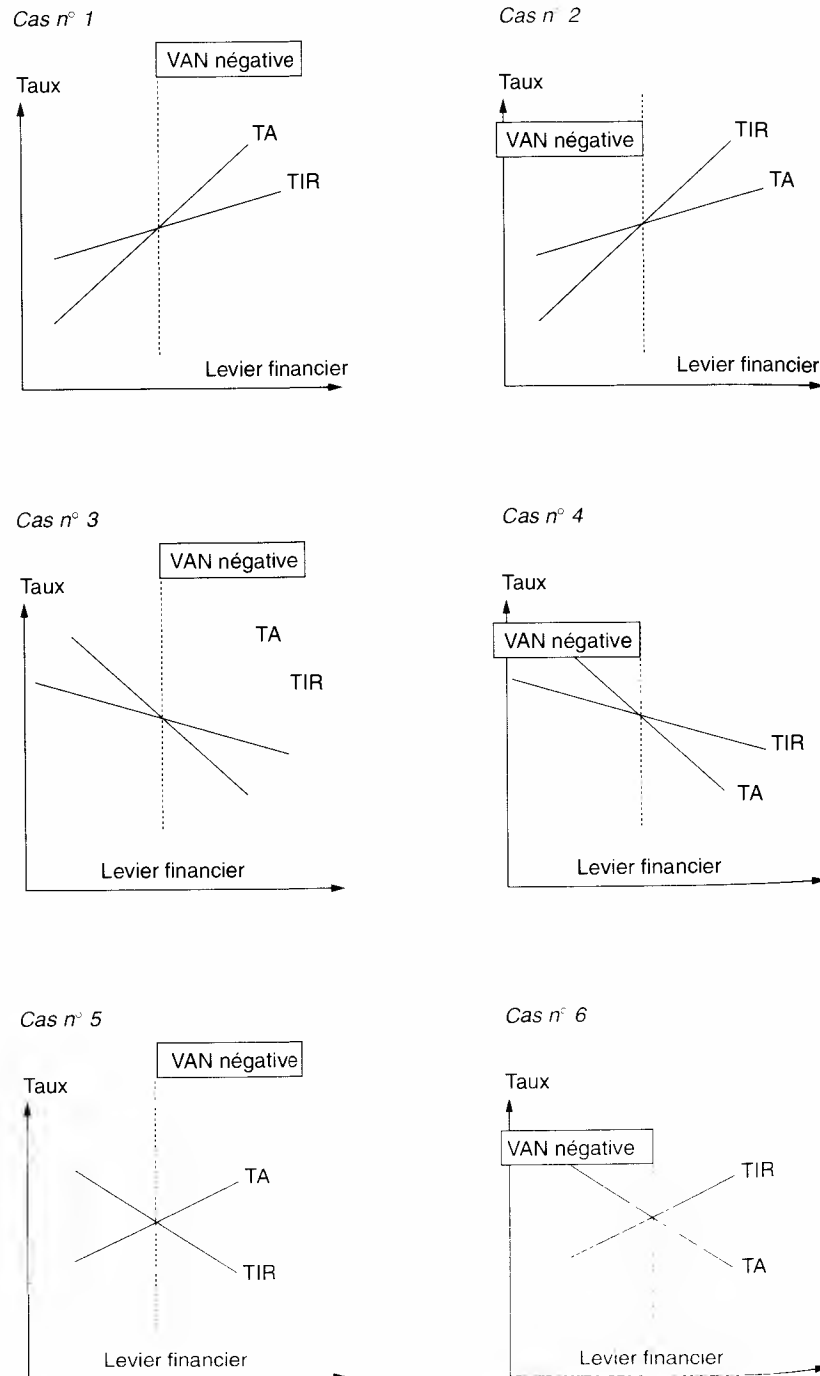 Cas n° 1
VAN négative
Taux
TA
TIR
Levier financier
Cas n° 2
VAN négative
TIR
TA
Levier financier
Cas n° 3
VAN négative
Taux
TA
TIR
Levier financier
Cas n° 4
Taux
VAN négative
TIR
TA
Levier financier
Cas n° 5
VAN négative
Taux
TA
TIR
Levier financier
Cas n° 6
Taux
VAN négative
TIR
TA
Levier financier